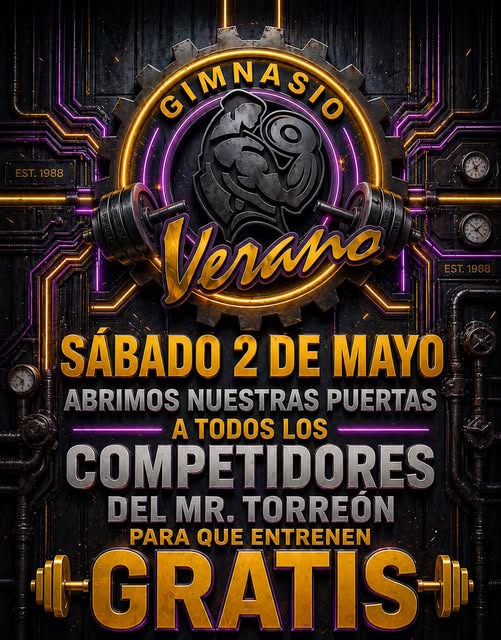 GIMNASIO
Verano
EST. 1988
EST. 1988
SÁBADO 2 DE MAYO
ABRIMOS NUESTRAS PUERTAS
A TODOS LOS
COMPETIDORES
DEL MR. TORREÓN
PARA QUE ENTRENEN
GRATIS